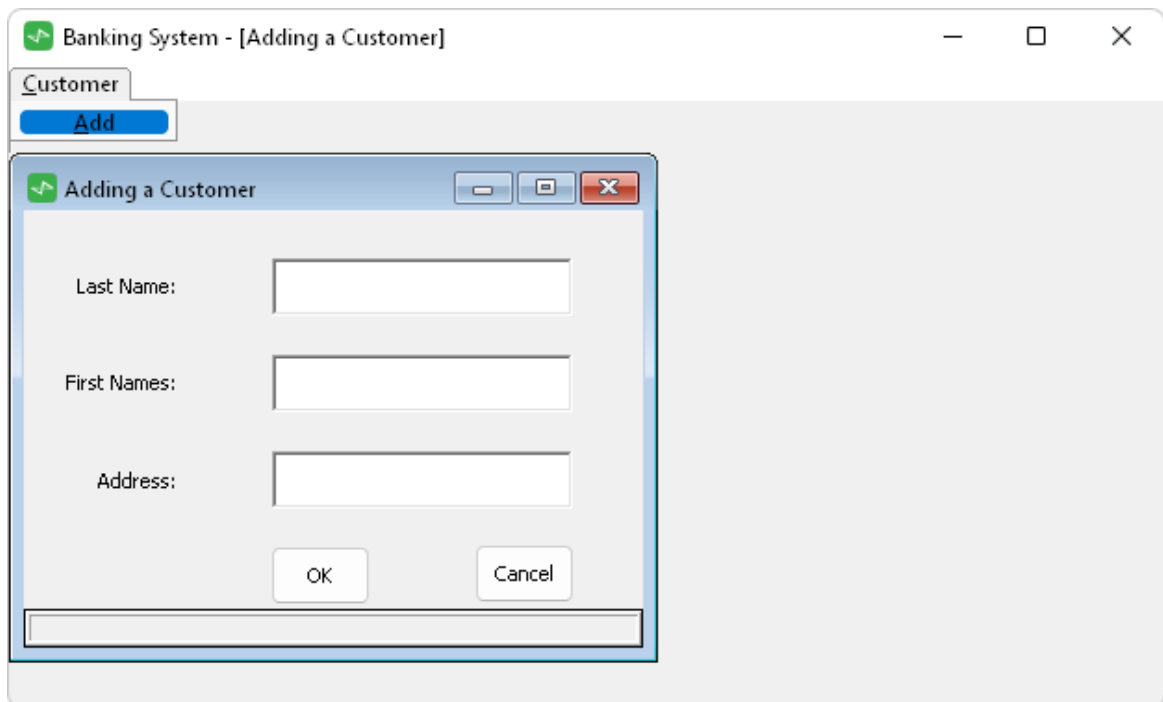 Banking System - [Adding a Customer]
Customer
Add
Adding a Customer
Last Name:
First Names:
Address:
OK
Cancel